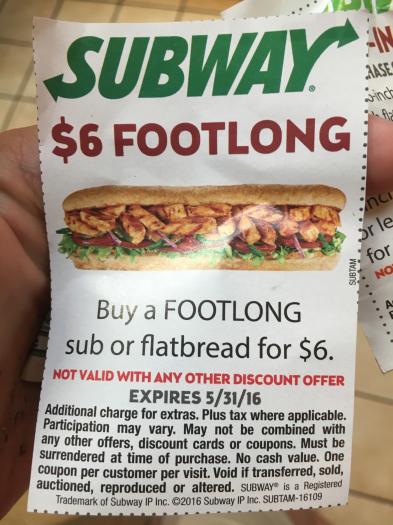 SUBWAY®
$6 FOOTLONG
SUBTAM
Buy a FOOTLONG
sub or flatbread for $6.
NOT VALID WITH ANY OTHER DISCOUNT OFFER
EXPIRES 5/31/16
Additional charge for extras. Plus tax where applicable.
Participation may vary. May not be combined with
any other offers, discount cards or coupons. Must be
surrendered at time of purchase. No cash value. One
coupon per customer per visit. Void if transferred, sold,
auctioned, reproduced or altered. SUBWAY® is a Registered
Trademark of Subway IP Inc. ©2016 Subway IP Inc. SUBTAM-16109
or
for